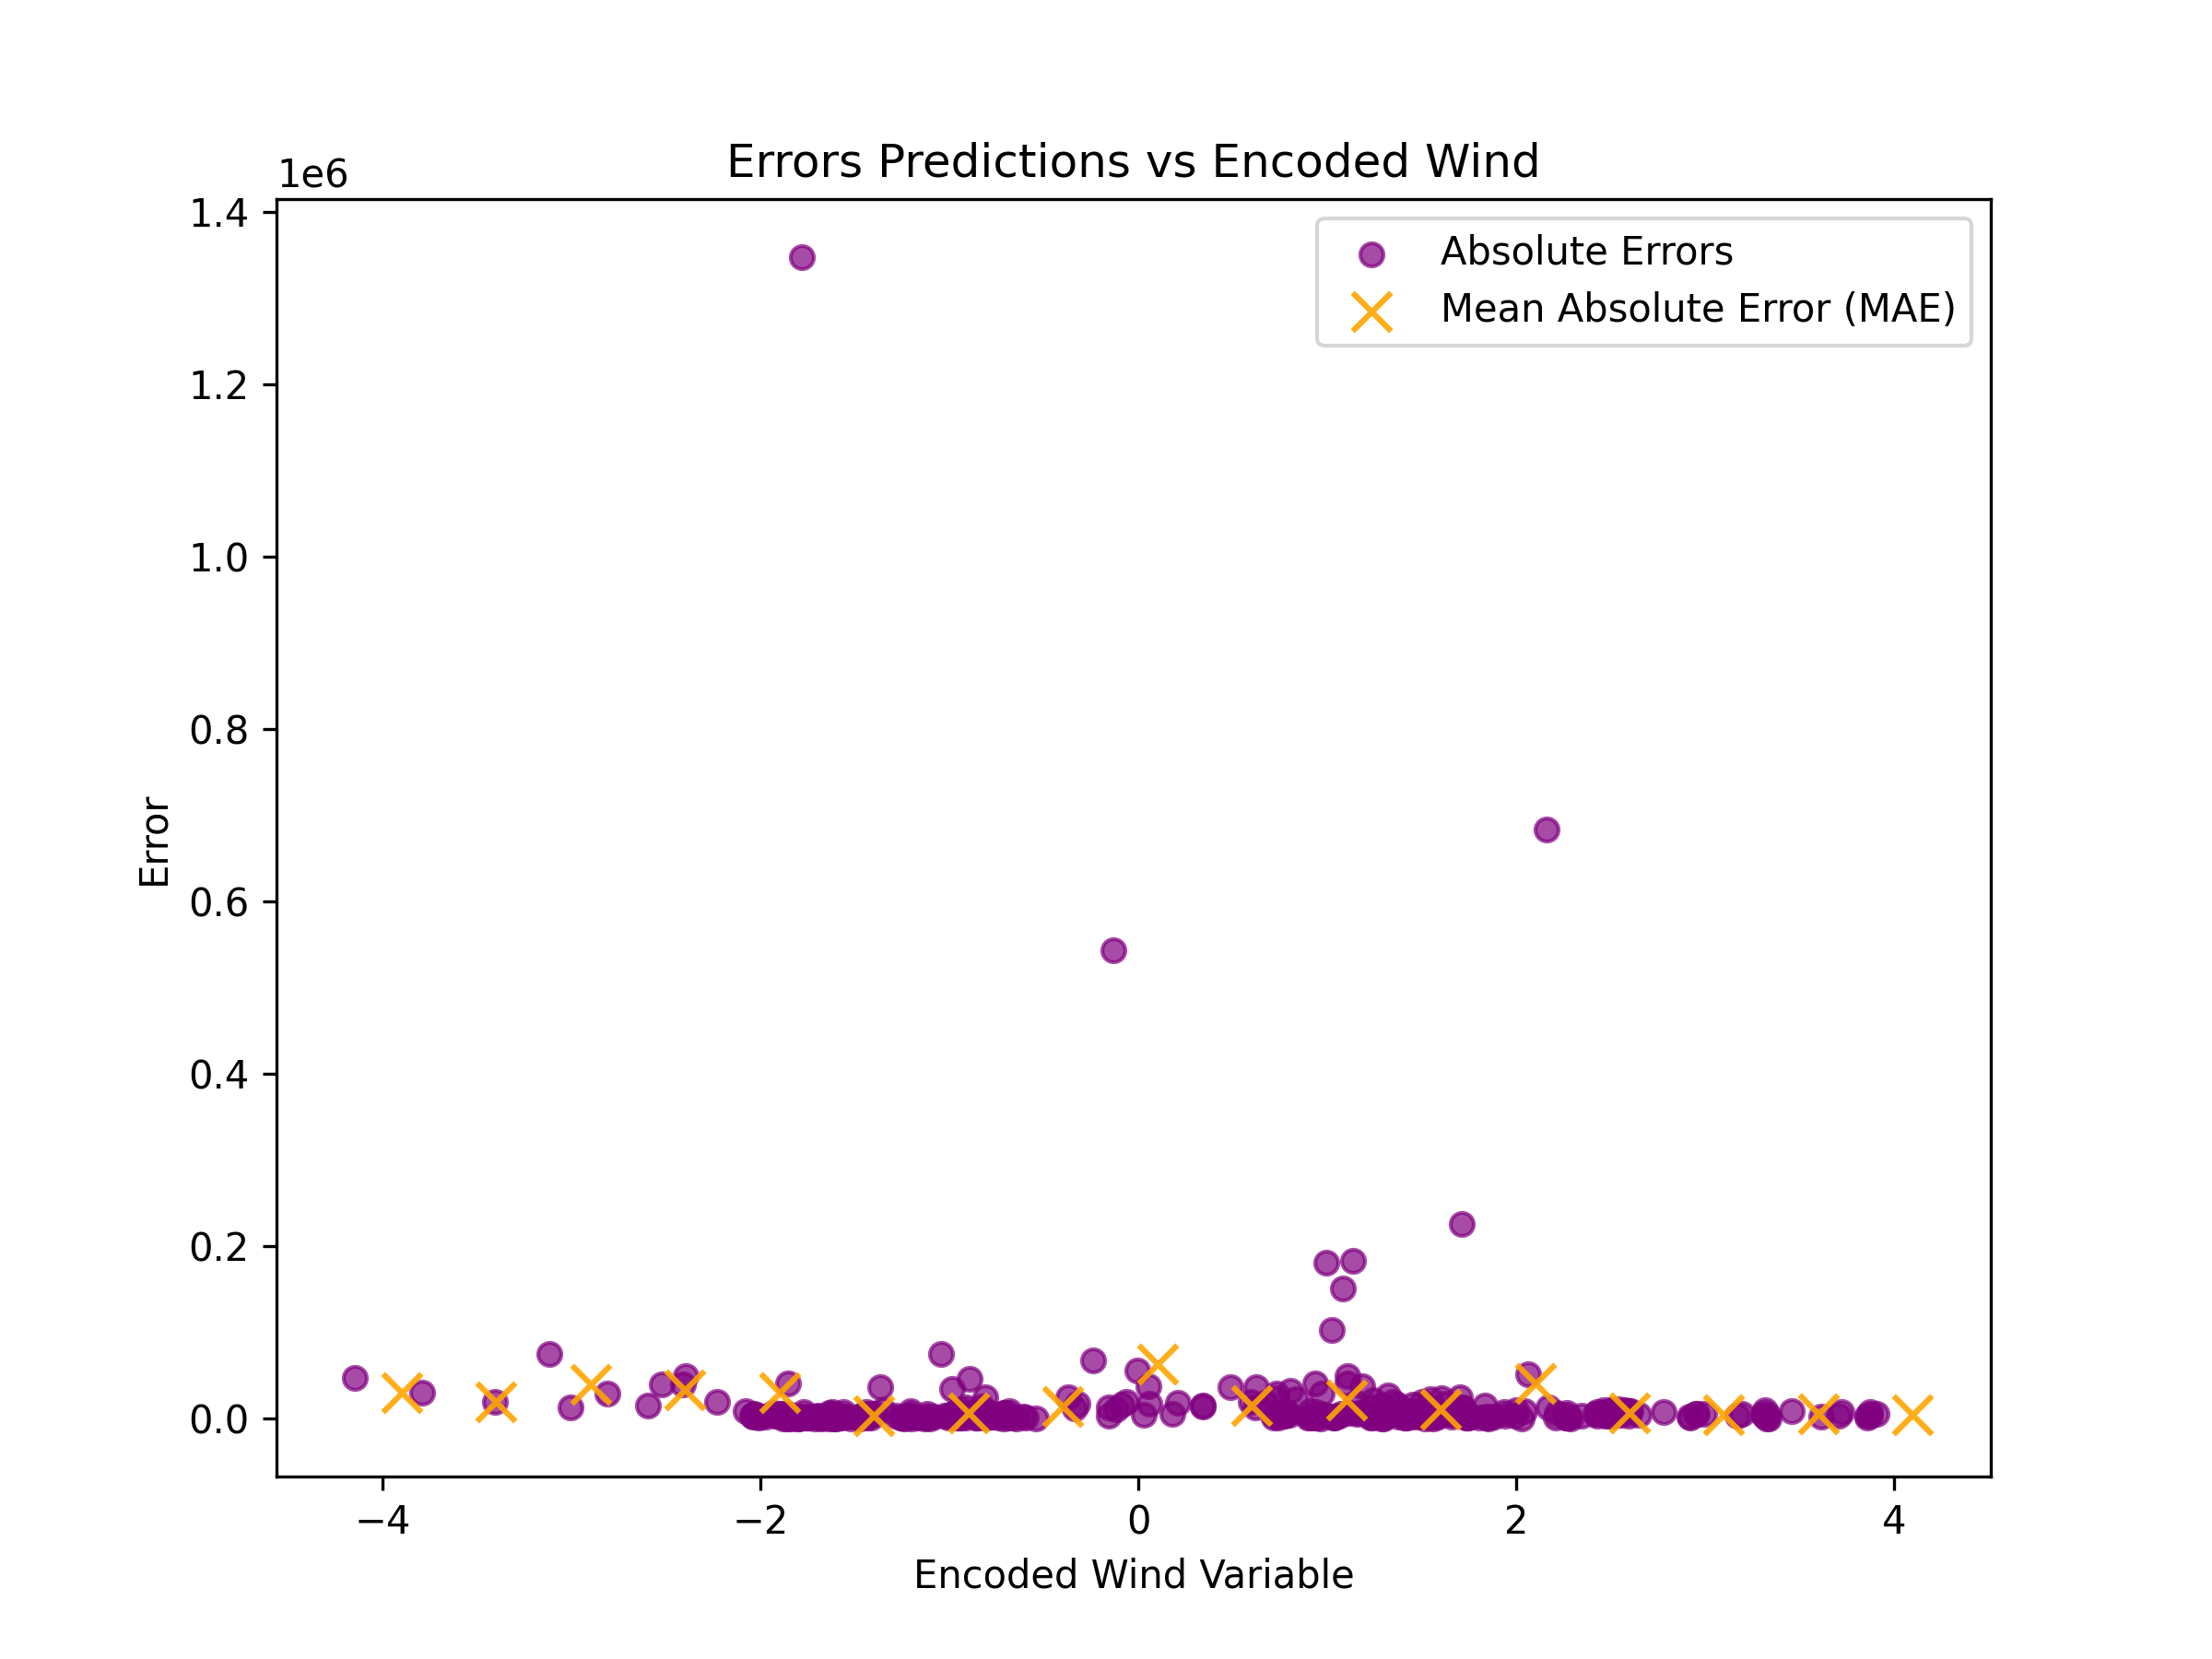 Errors Predictions vs Encoded Wind
1e6
1.4
1.2
1.0
0.8
0.6
0.4
0.2
0.0
Error
Absolute Errors
Mean Absolute Error (MAE)
−4 −2 0 2 4
Encoded Wind Variable